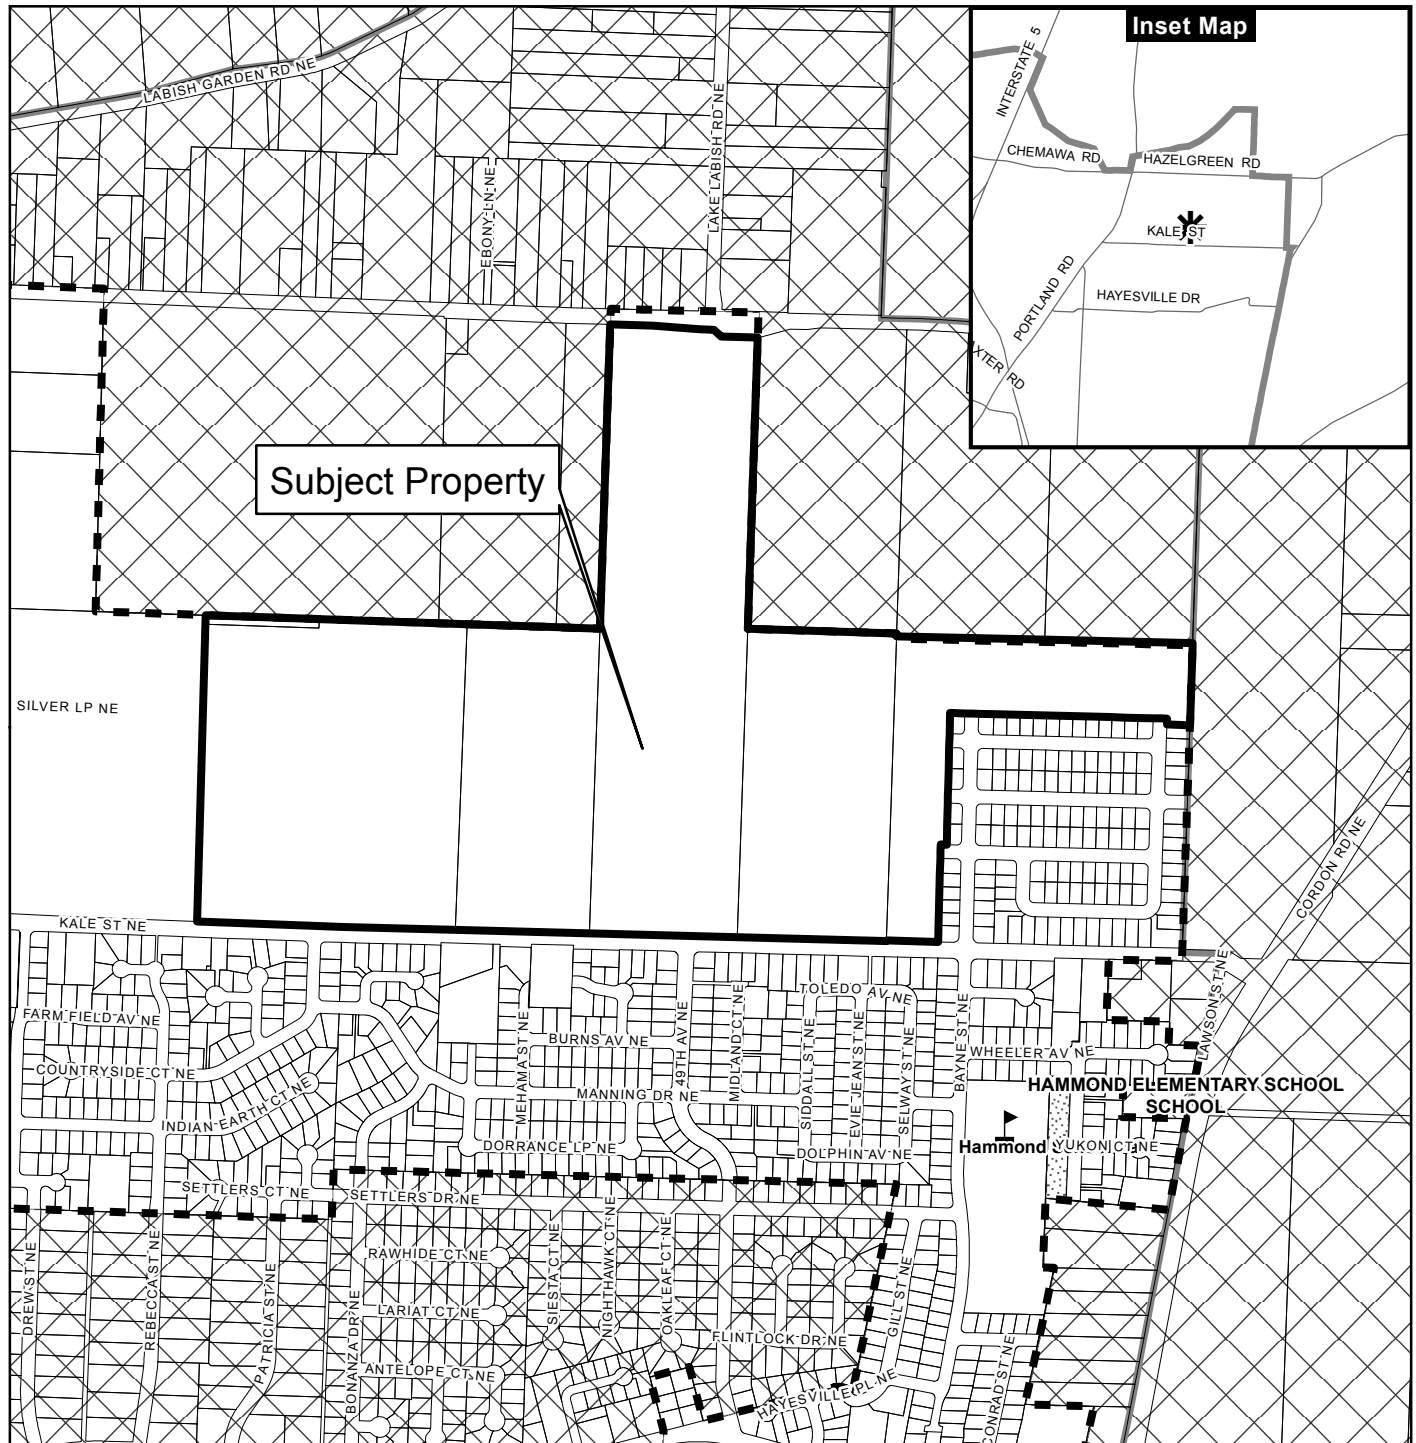 Inset Map
INTERSTATE 5
CHEMAWA RD
HAZELGREEN RD
KALE ST
HAYESVILLE DR
PORTLAND RD
XTER RD
LABISH GARDEN RD NE
LAKE LABISH RD NE
EBONY LN NE
Subject Property
SILVER LP NE
CORDON RD NE
KALE ST NE
FARM FIELD AV NE
COUNTRYSIDE CT NE
INDIAN EARTH CT NE
SETTLERS CT NE
SETTLERS DR NE
MEHAMA ST NE
BURNS AV NE
MANNING DR NE
DORRANCE LP NE
49TH AV NE
MIDLAND CT NE
TOLEDO AV NE
SIDDALL ST NE
EVIE JEAN ST NE
SELWAY ST NE
DOLPHIN AV NE
BAYNE ST NE
WHEELER AV NE
LAWSON ST NE
HAMMOND ELEMENTARY SCHOOL
SCHOOL
Hammond
YUKON CT NE
DREWS ST NE
REBECCA ST NE
PATRICIA ST NE
BONANZA DR NE
RAWHIDE CT NE
LARIAT CT NE
ANTELOPE CT NE
SIESTA CT NE
NIGHTHAWK CT NE
OAKLEAF CT NE
FLINTLOCK DR NE
GILL ST NE
HAYESVILLE PL NE
CONRAD ST NE